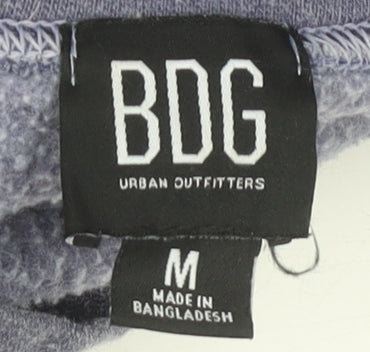 BDG
URBAN OUTFITTERS
M
MADE IN
BANGLADESH